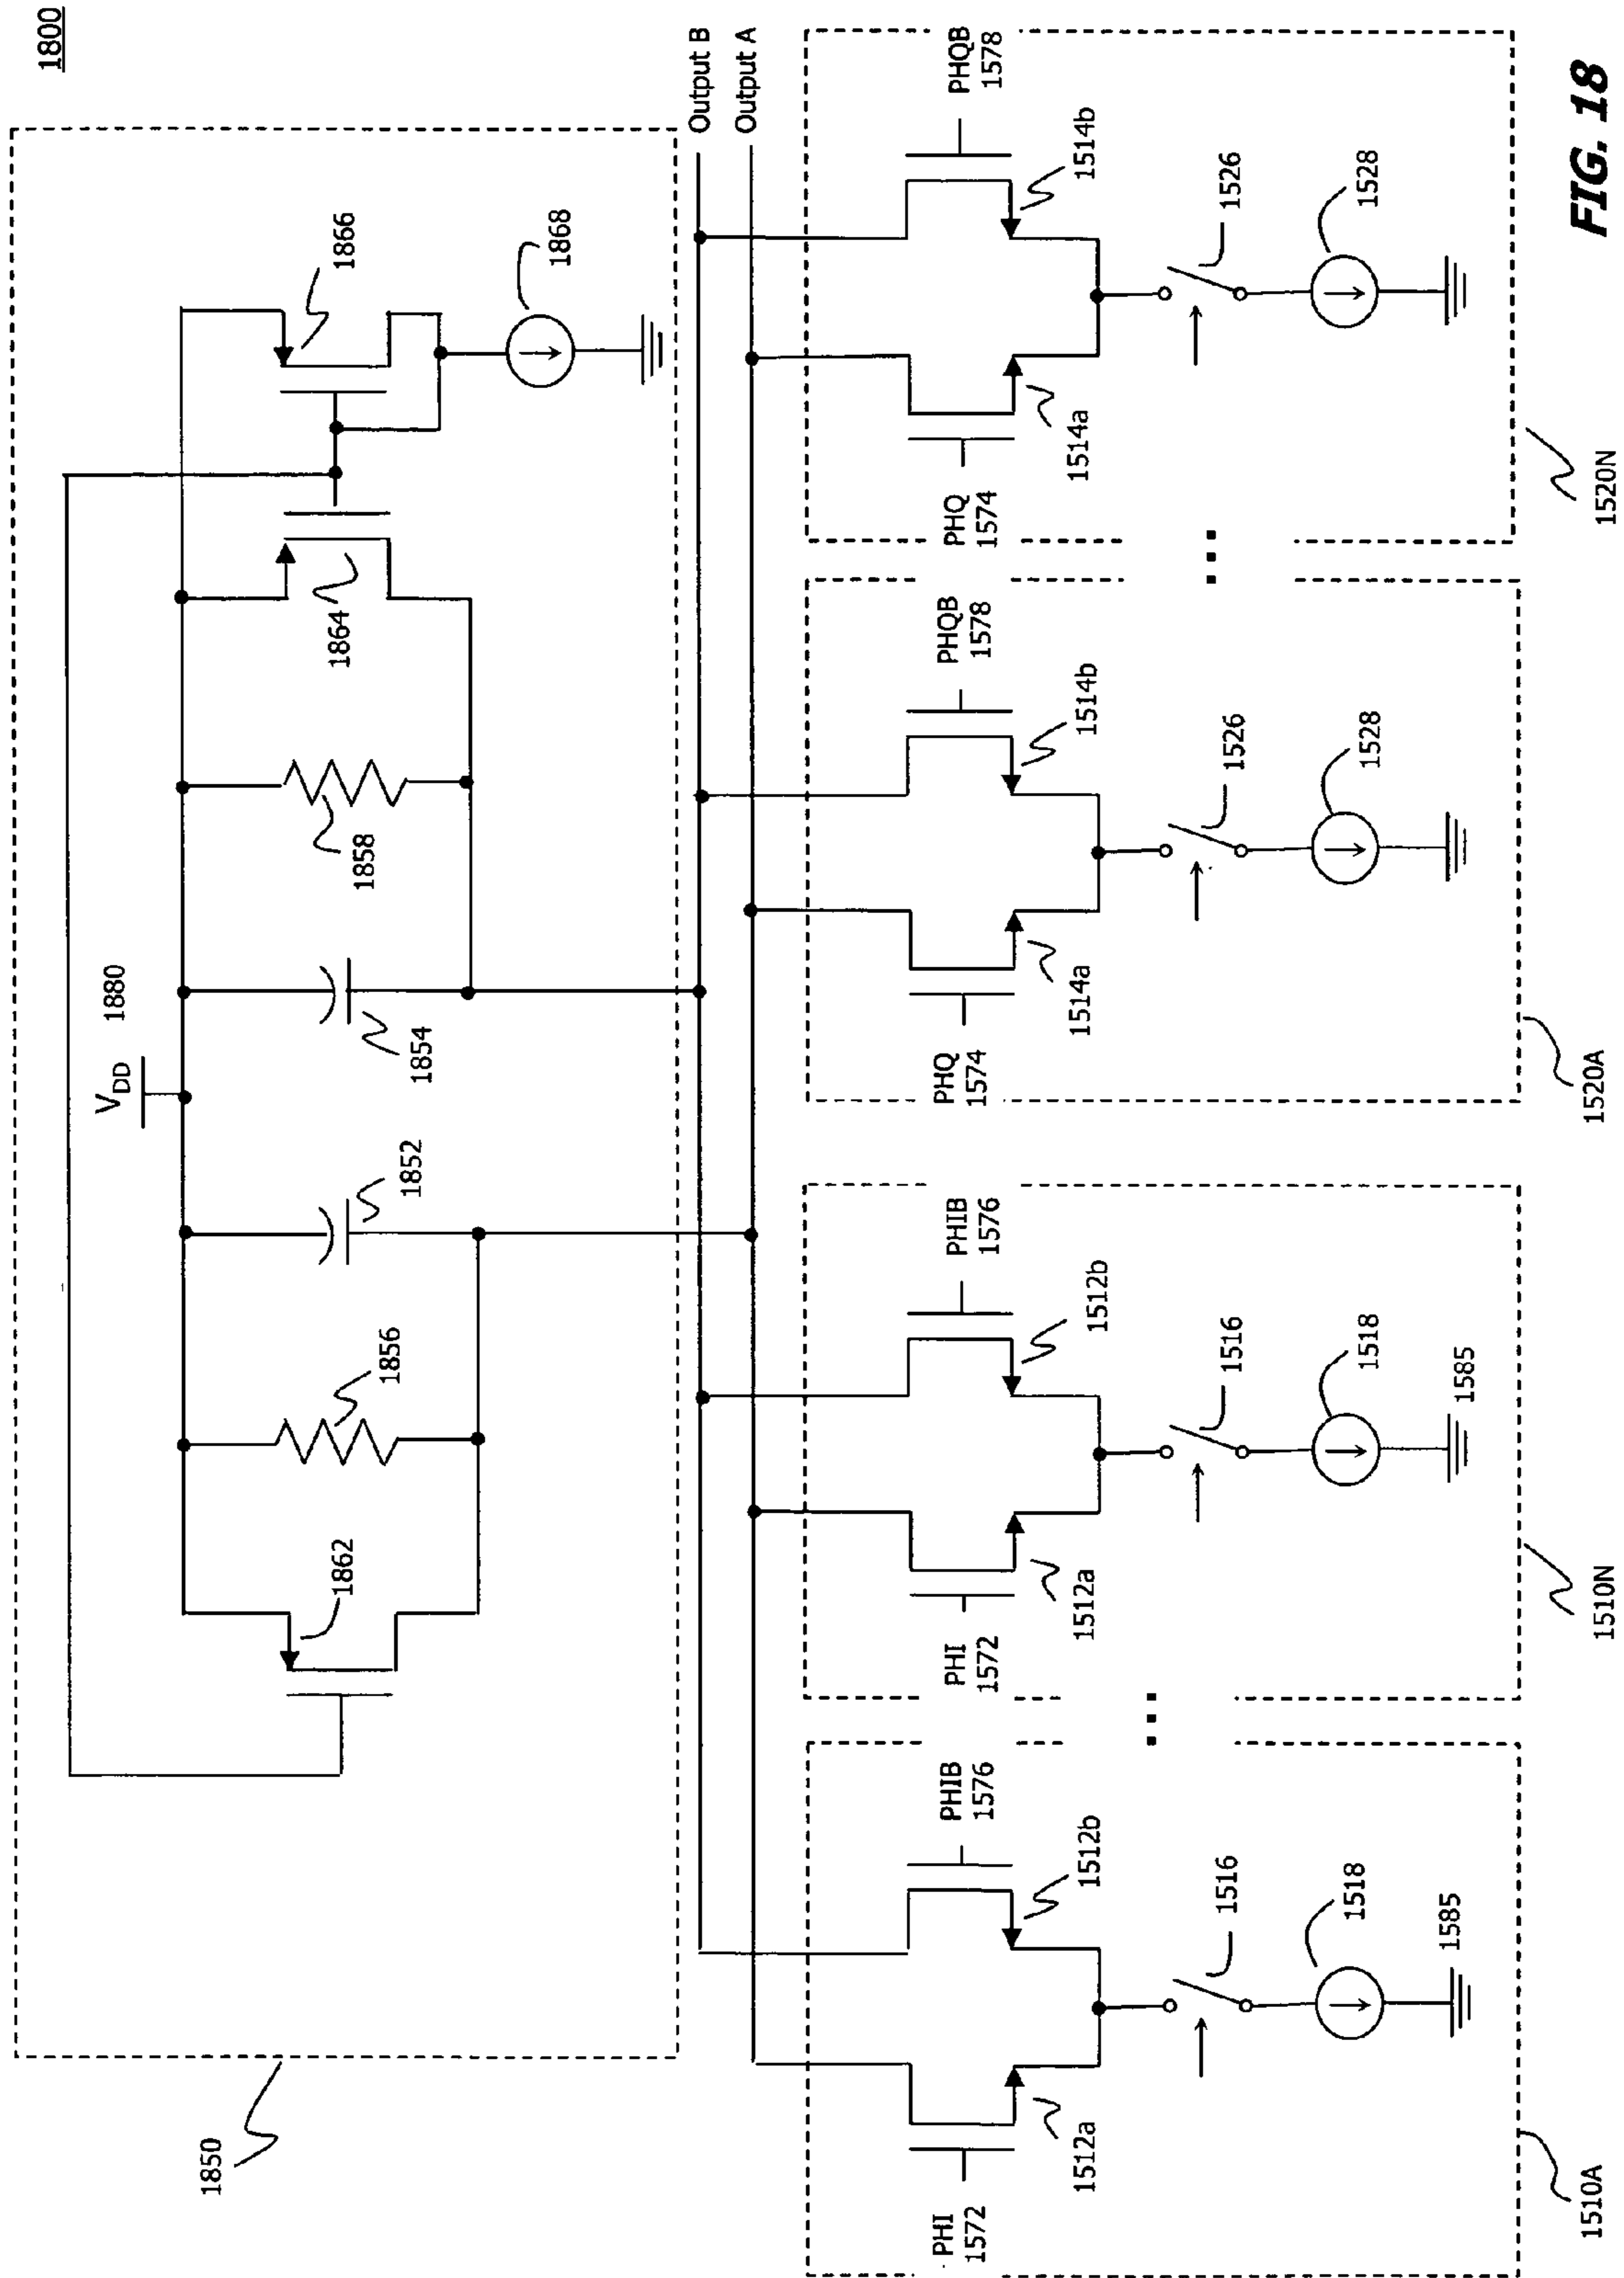 1800
1850
V_DD
1880
1862
1856
1852
1854
1858
1864
1866
1868
Output B
Output A
PHI
1572
PHIB
1576
1512a
1512b
1516
1518
1585
1510A
...
PHI
1572
PHIB
1576
1512a
1512b
1516
1518
1585
1510N
PHQ
1574
PHQB
1578
1514a
1514b
1526
1528
1520A
...
PHQ
1574
PHQB
1578
1514a
1514b
1526
1528
1520N
FIG. 18